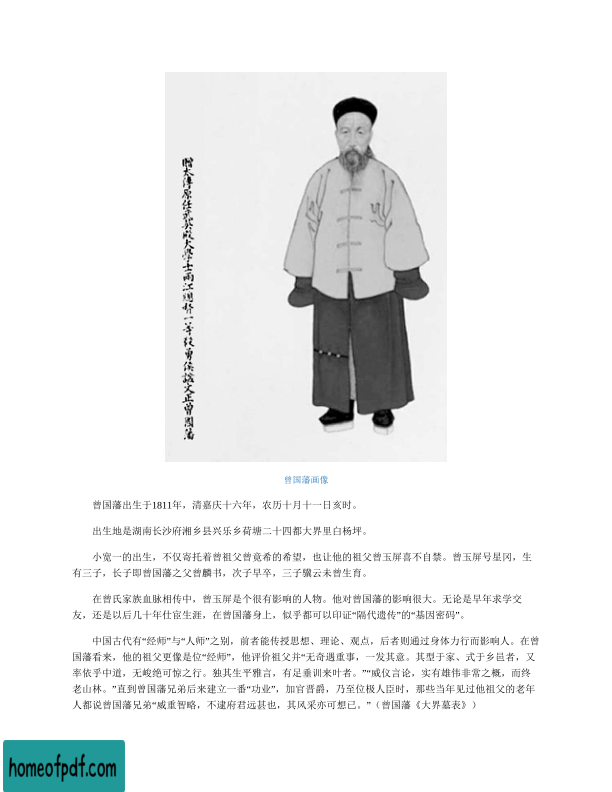 赠太傅原任武英殿大学士两江总督一等毅勇侯谥文正曾国藩
曾国藩画像
曾国藩出生于1811年，清嘉庆十六年，农历十月十一日亥时。
出生地是湖南长沙府湘乡县兴乐乡荷塘二十四都大界里白杨坪。
小宽一的出生，不仅寄托着曾祖父曾竟希的希望，也让他的祖父曾玉屏喜不自禁。曾玉屏号星冈，生
有三子，长子即曾国藩之父曾麟书，次子早卒，三子骥云未曾生育。
在曾氏家族血脉相传中，曾玉屏是个很有影响的人物。他对曾国藩的影响很大。无论是早年求学交
友，还是以后几十年仕宦生涯，在曾国藩身上，似乎都可以印证“隔代遗传”的“基因密码”。
中国古代有“经师”与“人师”之别，前者能传授思想、理论、观点，后者则通过身体力行而影响人。在曾
国藩看来，他的祖父更像是位“经师”，他评价祖父并“无奇遇重事，一发其意。其型于家、式于乡邑者，又
率依乎中道，无峻绝可惊之行。独其生平雅言，有足垂训来叶者。”“威仪言论，实有雄伟非常之概，而终
老山林。”直到曾国藩兄弟后来建立一番“功业”，加官晋爵，乃至位极人臣时，那些当年见过他祖父的老年
人都说曾国藩兄弟“威重智略，不逮府君远甚也，其风采亦可想已。”（曾国藩《大界墓表》）
homeofpdf.com